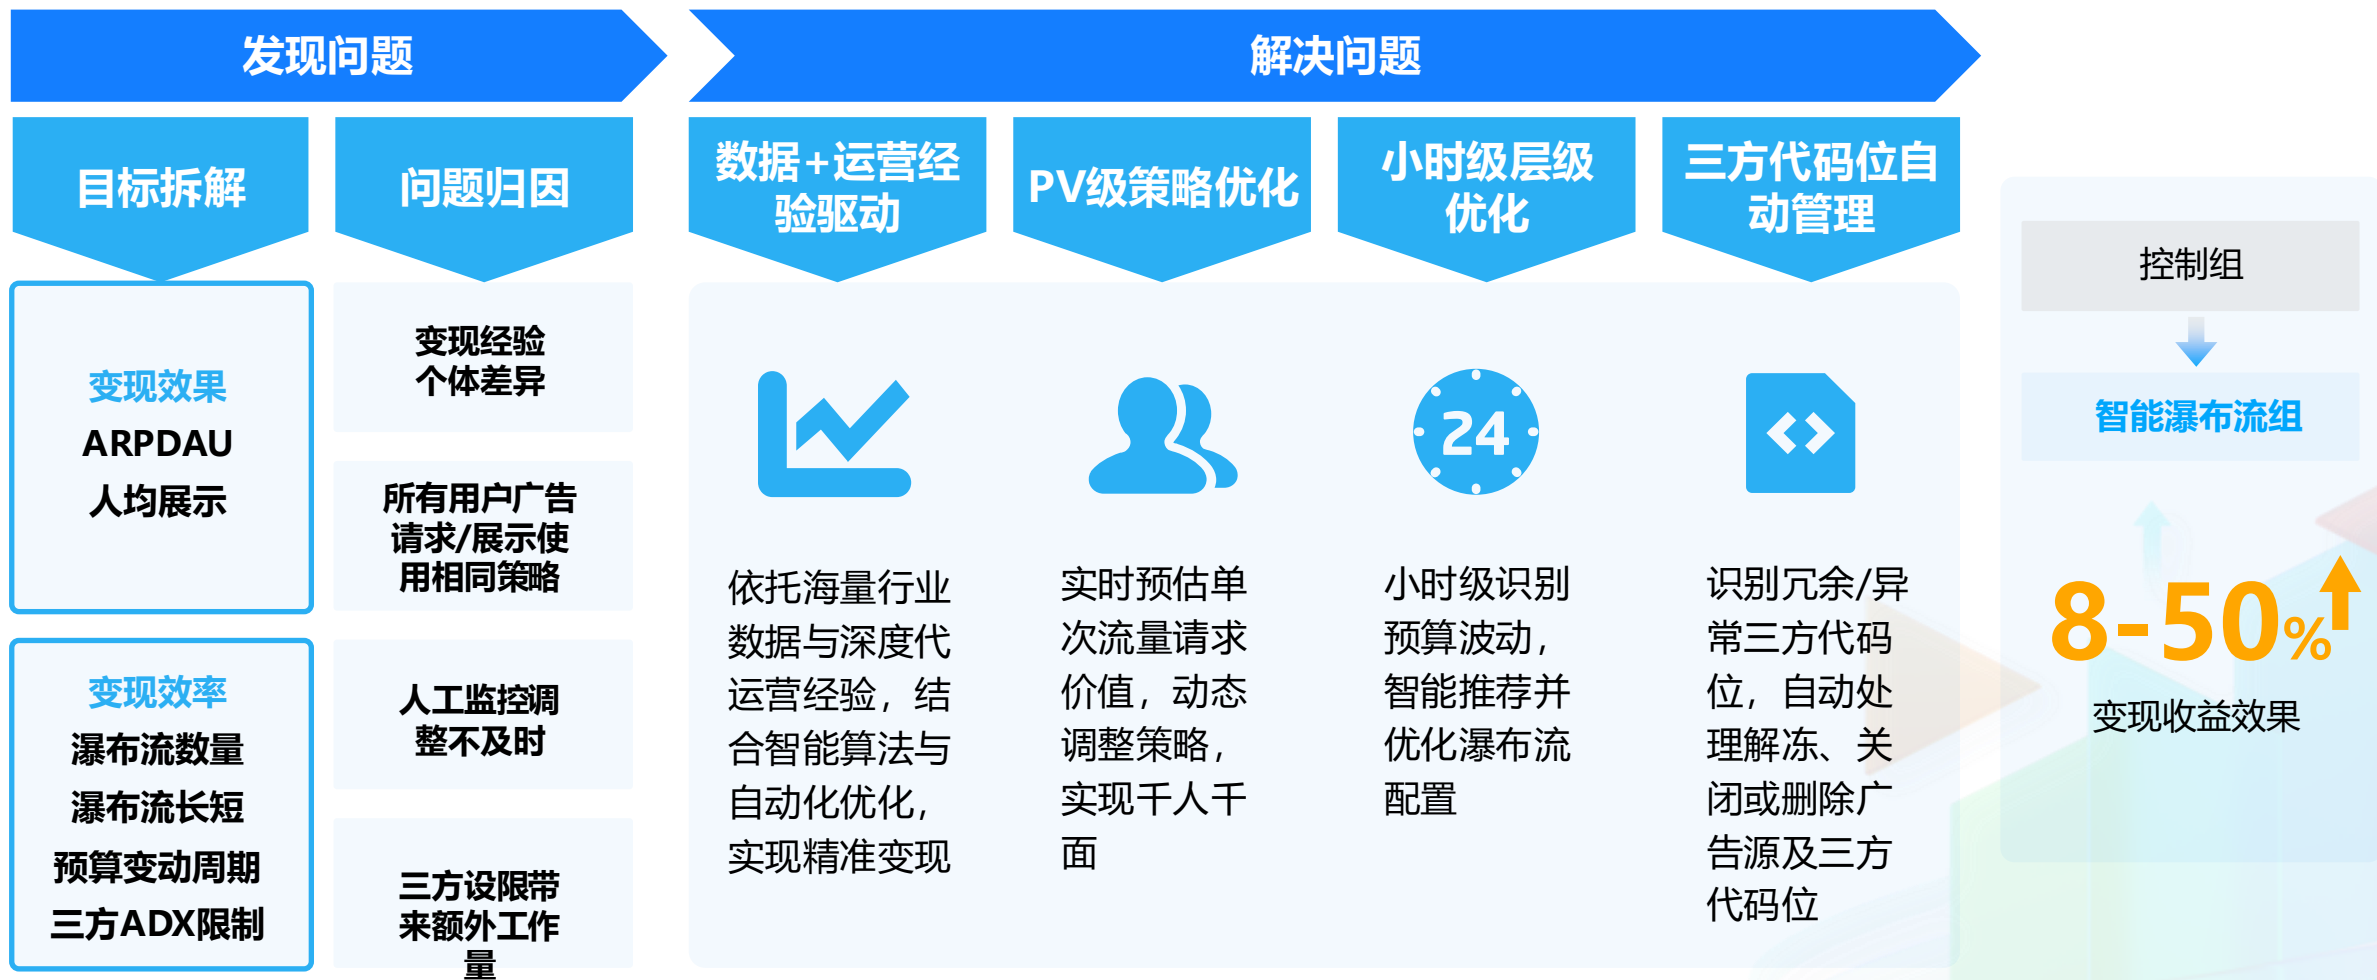 发现问题
解决问题
目标拆解
问题归因
数据+运营经
验驱动
PV级策略优化
小时级层级
优化
三方代码位自
动管理
变现效果
ARPDAU
人均展示
变现效率
瀑布流数量
瀑布流长短
预算变动周期
三方ADX限制
变现经验
个体差异
所有用户广告
请求/展示使
用相同策略
人工监控调
整不及时
三方设限带
来额外工作
量
依托海量行业
数据与深度代
运营经验，结
合智能算法与
自动化优化，
实现精准变现
实时预估单
次流量请求
价值，动态
调整策略，
实现千人千
面
24
小时级识别
预算波动，
智能推荐并
优化瀑布流
配置
识别冗余/异
常三方代码
位，自动处
理解冻、关
闭或删除广
告源及三方
代码位
控制组
智能瀑布流组
8-50%
变现收益效果